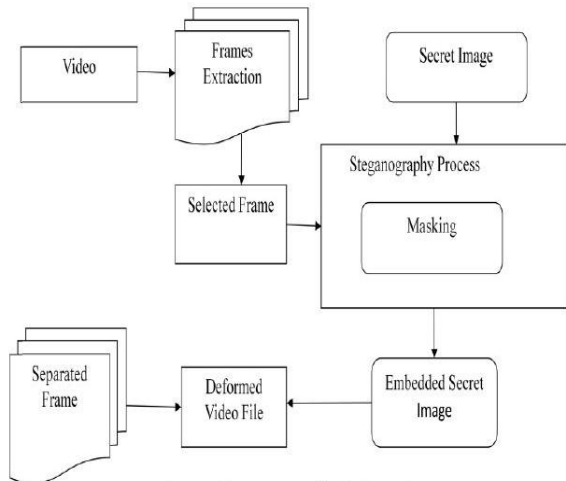 Video
Frames
Extraction
Secret Image
Steganography Process
Selected Frame
Masking
Separated
Frame
Deformed
Video File
Embedded Secret
Image